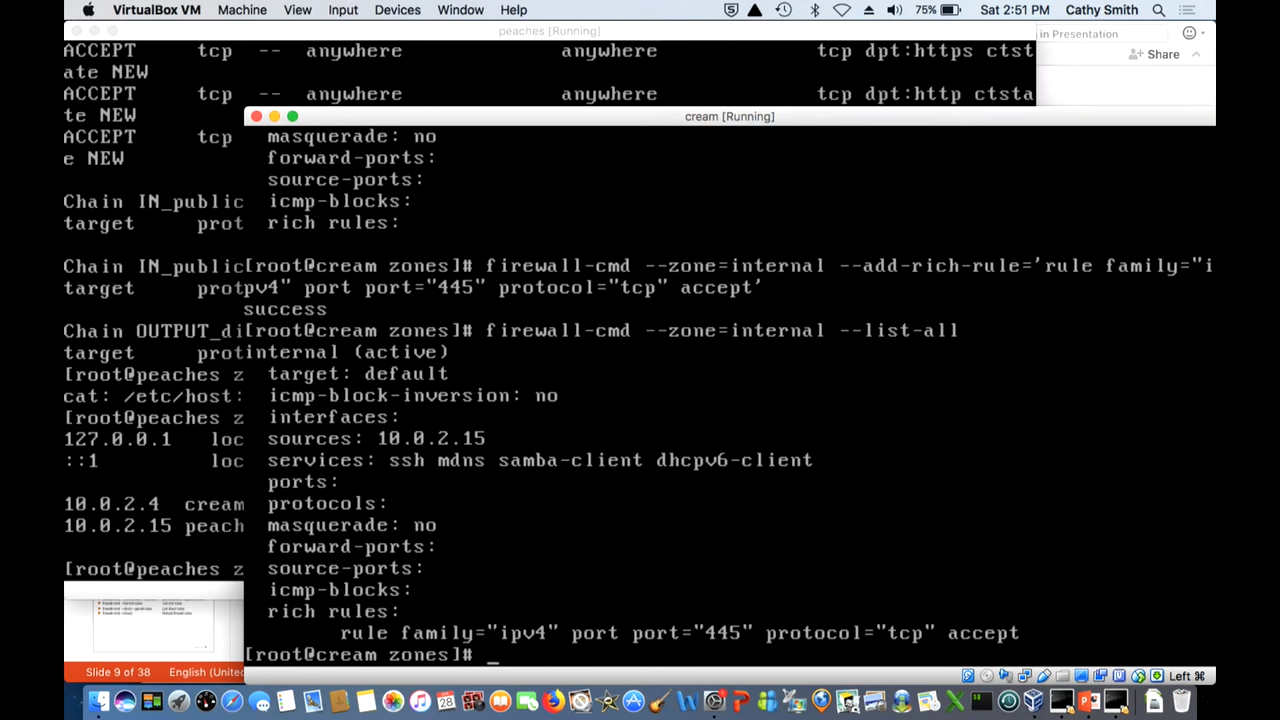 VirtualBox VM Machine View Input Devices Window Help 75% Sat 2:51 PM Cathy Smith
peaches [Running]
in Presentation
Share
ACCEPT tcp -- anywhere anywhere tcp dpt:https ctst
ate NEW
ACCEPT tcp -- anywhere anywhere tcp dpt:http ctsta
te NEW
ACCEPT tcp
e NEW
Chain IN_public
target prot
Chain IN_public
target prot
Chain OUTPUT_di
target prot
[root@peaches z
cat: /etc/host:
[root@peaches z
127.0.0.1 loc
::1 loc
10.0.2.4 cream
10.0.2.15 peach
[root@peaches z
cream [Running]
masquerade: no
forward-ports:
source-ports:
icmp-blocks:
rich rules:
[root@cream zones]# firewall-cmd --zone=internal --add-rich-rule='rule family="i
pv4" port port="445" protocol="tcp" accept'
success
[root@cream zones]# firewall-cmd --zone=internal --list-all
internal (active)
target: default
icmp-block-inversion: no
interfaces:
sources: 10.0.2.15
services: ssh mdns samba-client dhcpv6-client
ports:
protocols:
masquerade: no
forward-ports:
source-ports:
icmp-blocks:
rich rules:
rule family="ipv4" port port="445" protocol="tcp" accept
[root@cream zones]# _
Left ⌘
Slide 9 of 38 English (United
28